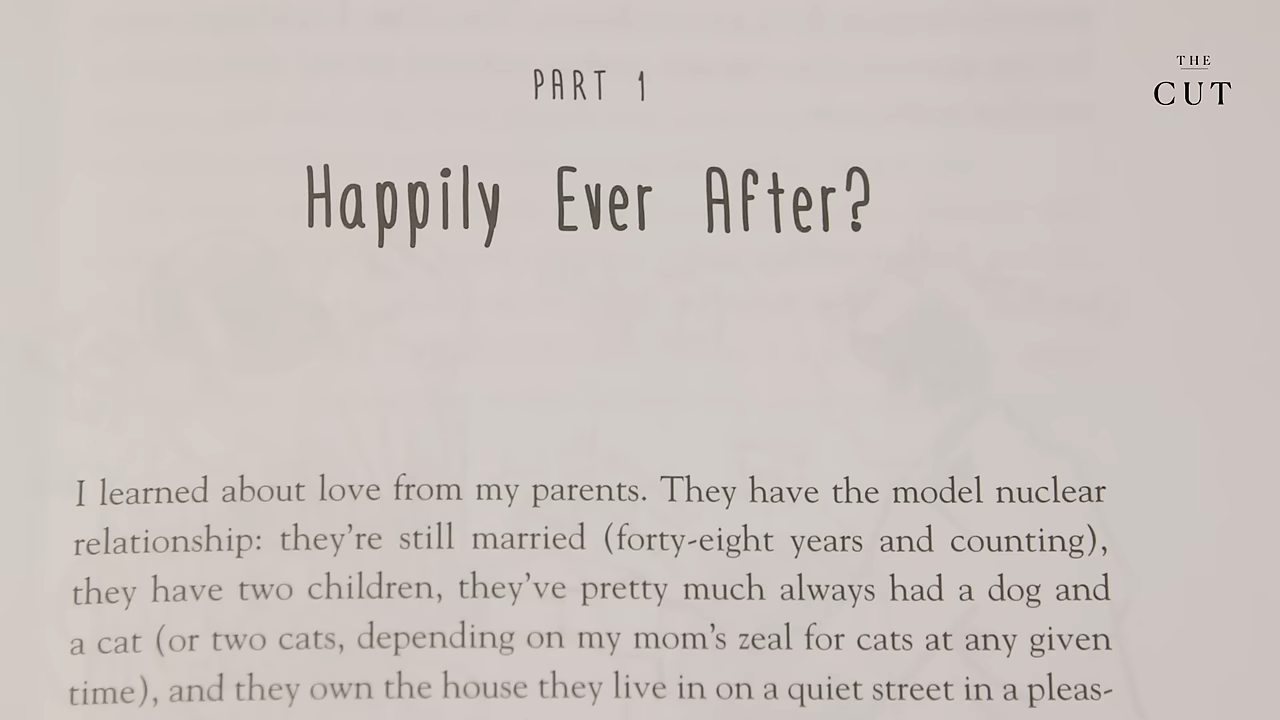 THE
CUT
PART 1
Happily Ever After?
I learned about love from my parents. They have the model nuclear
relationship: they're still married (forty-eight years and counting),
they have two children, they've pretty much always had a dog and
a cat (or two cats, depending on my mom's zeal for cats at any given
time), and they own the house they live in on a quiet street in a pleas-